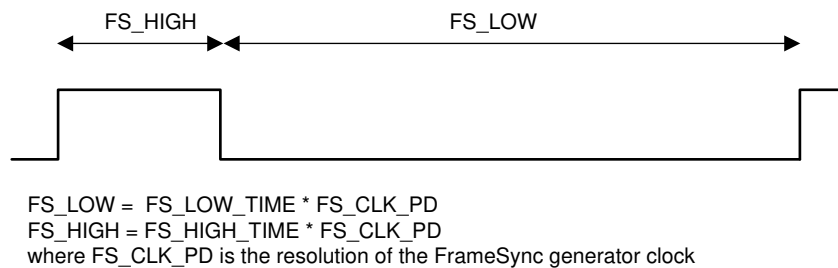 FS_HIGH FS_LOW
FS_LOW = FS_LOW_TIME * FS_CLK_PD
FS_HIGH = FS_HIGH_TIME * FS_CLK_PD
where FS_CLK_PD is the resolution of the FrameSync generator clock